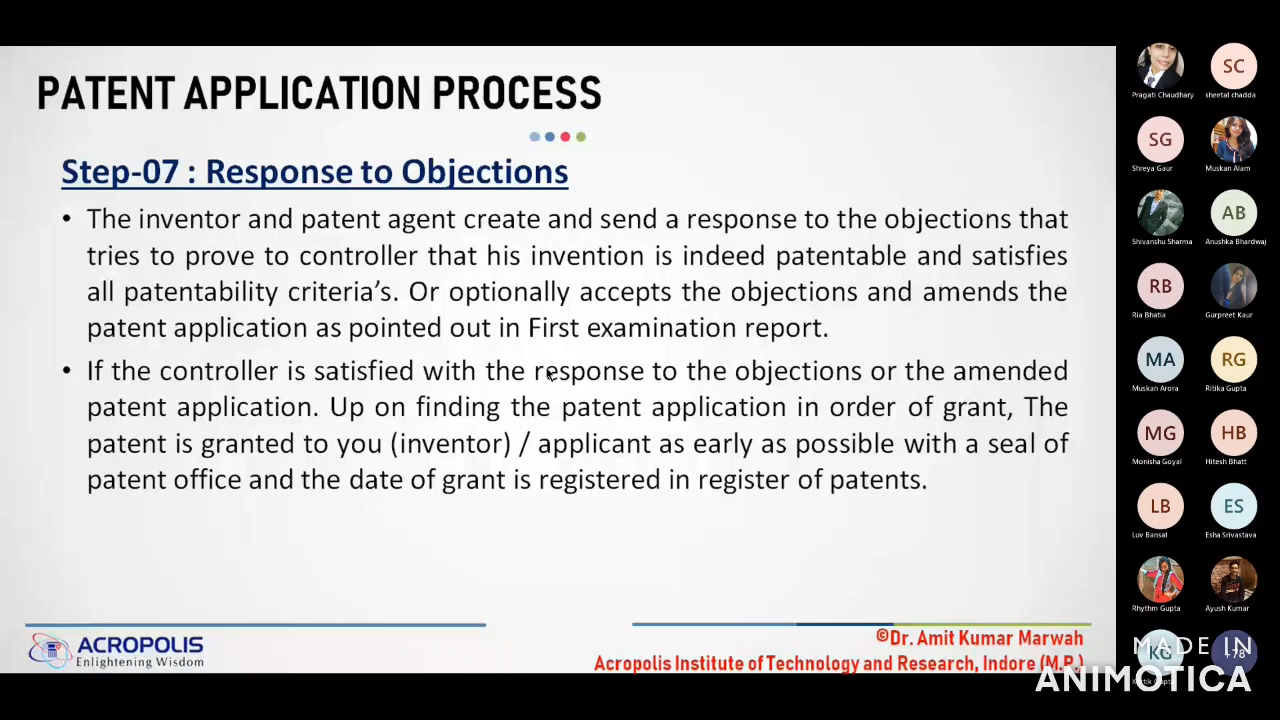 PATENT APPLICATION PROCESS
Step-07 : Response to Objections
• The inventor and patent agent create and send a response to the objections that
tries to prove to controller that his invention is indeed patentable and satisfies
all patentability criteria's. Or optionally accepts the objections and amends the
patent application as pointed out in First examination report.
• If the controller is satisfied with the response to the objections or the amended
patent application. Up on finding the patent application in order of grant, The
patent is granted to you (inventor) / applicant as early as possible with a seal of
patent office and the date of grant is registered in register of patents.
ACROPOLIS
Enlightening Wisdom
©Dr. Amit Kumar Marwah
Acropolis Institute of Technology and Research, Indore (M.P.)
SC
Pragati Chaudhary
sheetal chadda
SG
Shreya Gaur
Muskan Alam
AB
Shivanshu Sharma
Anushka Bhardwaj
RB
Ria Bhatia
Gurpreet Kaur
MA
RG
Muskan Arora
Ritika Gupta
MG
HB
Monisha Goyal
Hitesh Bhatt
LB
ES
Luv Bansal
Esha Srivastava
Rhythm Gupta
Ayush Kumar
KG
+78
MADE IN
ANIMOTICA